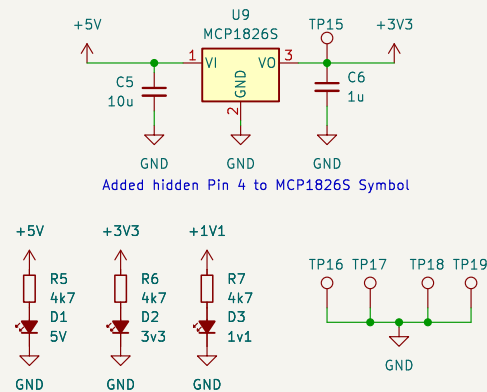 +5V
U9
MCP1826S
TP15
+3V3
1
VI
GND
VO
3
2
C5
10u
C6
1u
GND
GND
GND
Added hidden Pin 4 to MCP1826S Symbol
+5V
+3V3
+1V1
R5
4k7
D1
5V
GND
R6
4k7
D2
3v3
GND
R7
4k7
D3
1v1
GND
TP16
TP17
TP18
TP19
GND